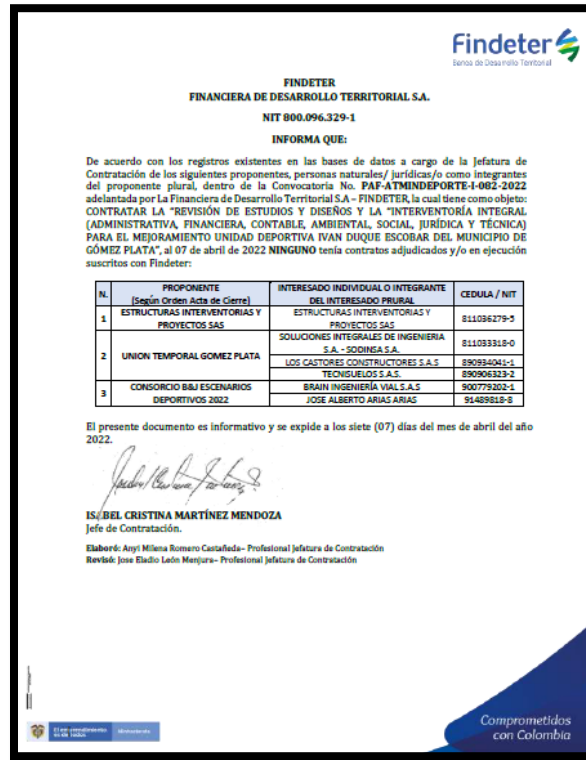 Findeter
Banca de Desarrollo Territorial
FINDETER
FINANCIERA DE DESARROLLO TERRITORIAL S.A.
NIT 800.096.329-1
INFORMA QUE:
De acuerdo con los registros existentes en las bases de datos a cargo de la Jefatura de
Contratación de los siguientes proponentes, personas naturales/ jurídicas/o como integrantes
del proponente plural, dentro de la Convocatoria No. PAF-ATMINDEPORTE-I-082-2022
adelantada por La Financiera de Desarrollo Territorial S.A – FINDETER, la cual tiene como objeto:
CONTRATAR LA "REVISIÓN DE ESTUDIOS Y DISEÑOS Y LA "INTERVENTORÍA INTEGRAL
(ADMINISTRATIVA, FINANCIERA, CONTABLE, AMBIENTAL, SOCIAL, JURÍDICA Y TÉCNICA)
PARA EL MEJORAMIENTO UNIDAD DEPORTIVA IVAN DUQUE ESCOBAR DEL MUNICIPIO DE
GÓMEZ PLATA", al 07 de abril de 2022 NINGUNO tenía contratos adjudicados y/o en ejecución
suscritos con Findeter:
N. PROPONENTE (Según Orden Acta de Cierre) INTERESADO INDIVIDUAL O INTEGRANTE DEL INTERESADO PRURAL CEDULA / NIT
1 ESTRUCTURAS INTERVENTORIAS Y PROYECTOS SAS ESTRUCTURAS INTERVENTORIAS Y PROYECTOS SAS 811036279-5
2 UNION TEMPORAL GOMEZ PLATA SOLUCIONES INTEGRALES DE INGENIERIA S.A. - SODINSA S.A. 811033318-0
LOS CASTORES CONSTRUCTORES S.A.S 890934041-1
TECNISUELOS S.A.S. 890906323-2
3 CONSORCIO B&J ESCENARIOS DEPORTIVOS 2022 BRAIN INGENIERÍA VIAL S.A.S 900779202-1
JOSE ALBERTO ARIAS ARIAS 91489818-8
El presente documento es informativo y se expide a los siete (07) días del mes de abril del año
2022.
ISABEL CRISTINA MARTÍNEZ MENDOZA
Jefe de Contratación.
Elaboró: Anyi Milena Romero Castañeda– Profesional Jefatura de Contratación
Revisó: Jose Eladio León Menjura– Profesional Jefatura de Contratación
El emprendimiento
es de todos
Minhacienda
Comprometidos
con Colombia